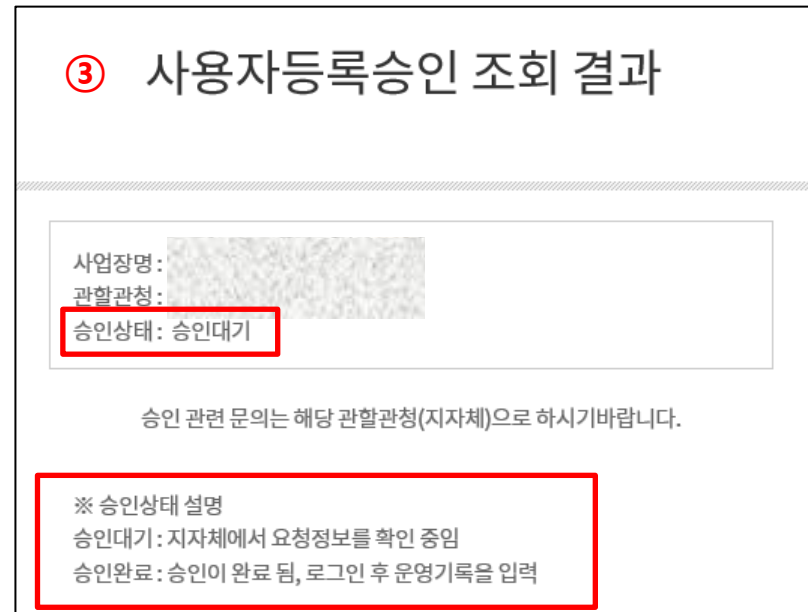 ③ 사용자등록승인 조회 결과
사업장명 :
관할관청 :
승인상태 : 승인대기
승인 관련 문의는 해당 관할관청(지자체)으로 하시기바랍니다.
※ 승인상태 설명
승인대기 : 지자체에서 요청정보를 확인 중임
승인완료 : 승인이 완료 됨, 로그인 후 운영기록을 입력